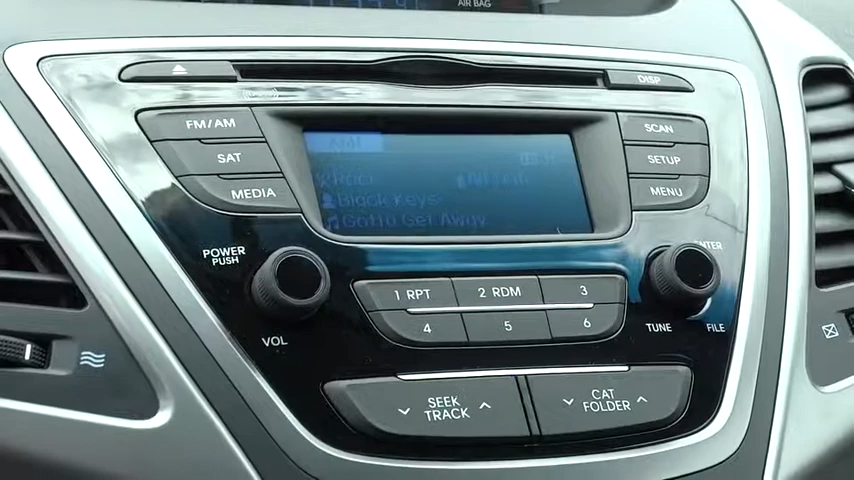 AIR BAG
DISP
FM/AM
SCAN
SAT
SETUP
MEDIA
MENU
Rock
Black Keys
Gotta Get Away
POWER
PUSH
ENTER
1 RPT
2 RDM
3
4
5
6
VOL
TUNE
FILE
SEEK
TRACK
CAT
FOLDER